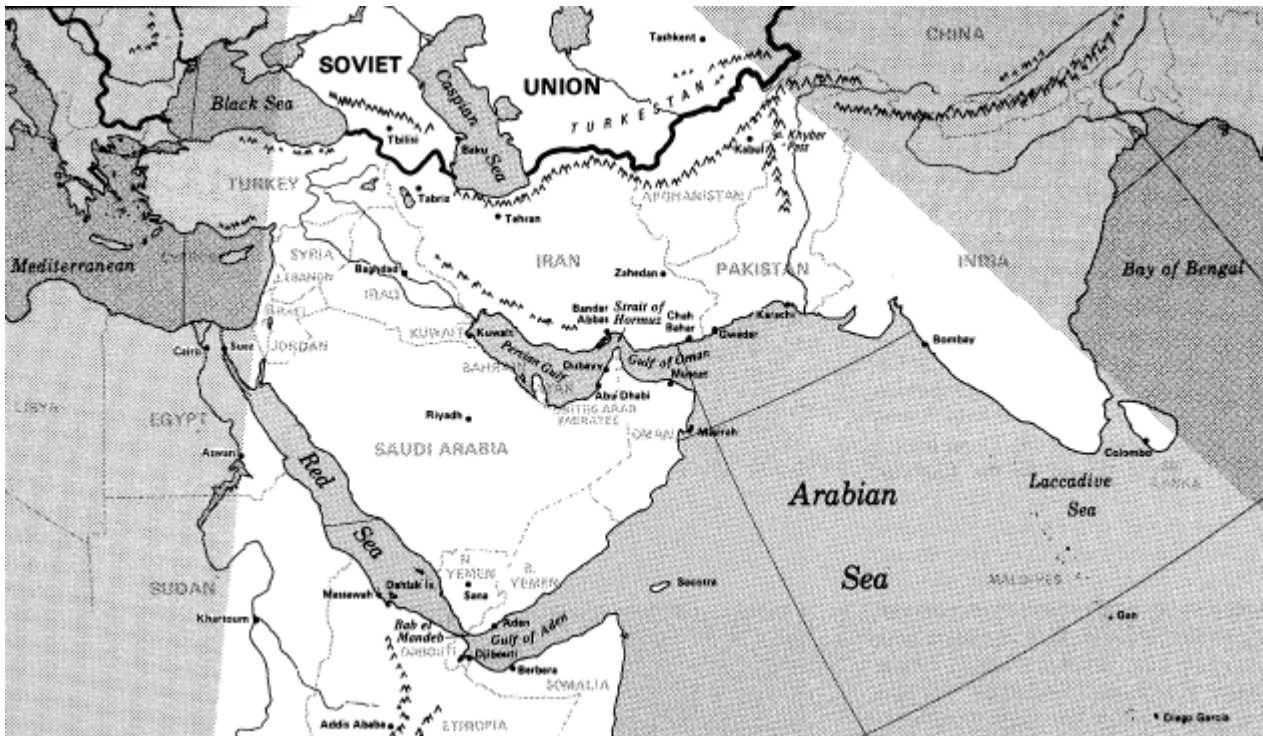 Tashkent
CHINA
SOVIET
UNION
Caspian
Sea
Black Sea
TURKESTAN
Tbilisi
Baku
Khyber
Pass
Kabul
TURKEY
Tabriz
AFGHANISTAN
Tehran
Mediterranean
SYRIA
IRAN
PAKISTAN
INDIA
Bay of Bengal
LEBANON
Baghdad
Zahedan
IRAQ
Bandar
Abbas
Strait of
Hormuz
Chah
Bahar
Karachi
KUWAIT
Kuwait
Gwadar
Bombay
Cairo
Suez
JORDAN
Persian Gulf
Gulf of Oman
BAHRAIN
Dubayy
Muscat
Abu Dhabi
LIBYA
EGYPT
Riyadh
OMAN
Masirah
SAUDI ARABIA
Aswan
Colombo
Red
Sea
Arabian
Sea
Laccadive
Sea
SUDAN
N.
YEMEN
YEMEN
Sana
Dahlak Is
Massawah
Socotra
MALDIVES
Khartoum
Aden
Bab el
Mandeb
Gulf of Aden
Gan
DJIBOUTI
Djibouti
Berbera
SOMALIA
Addis Ababa
ETHIOPIA
Diego Garcia